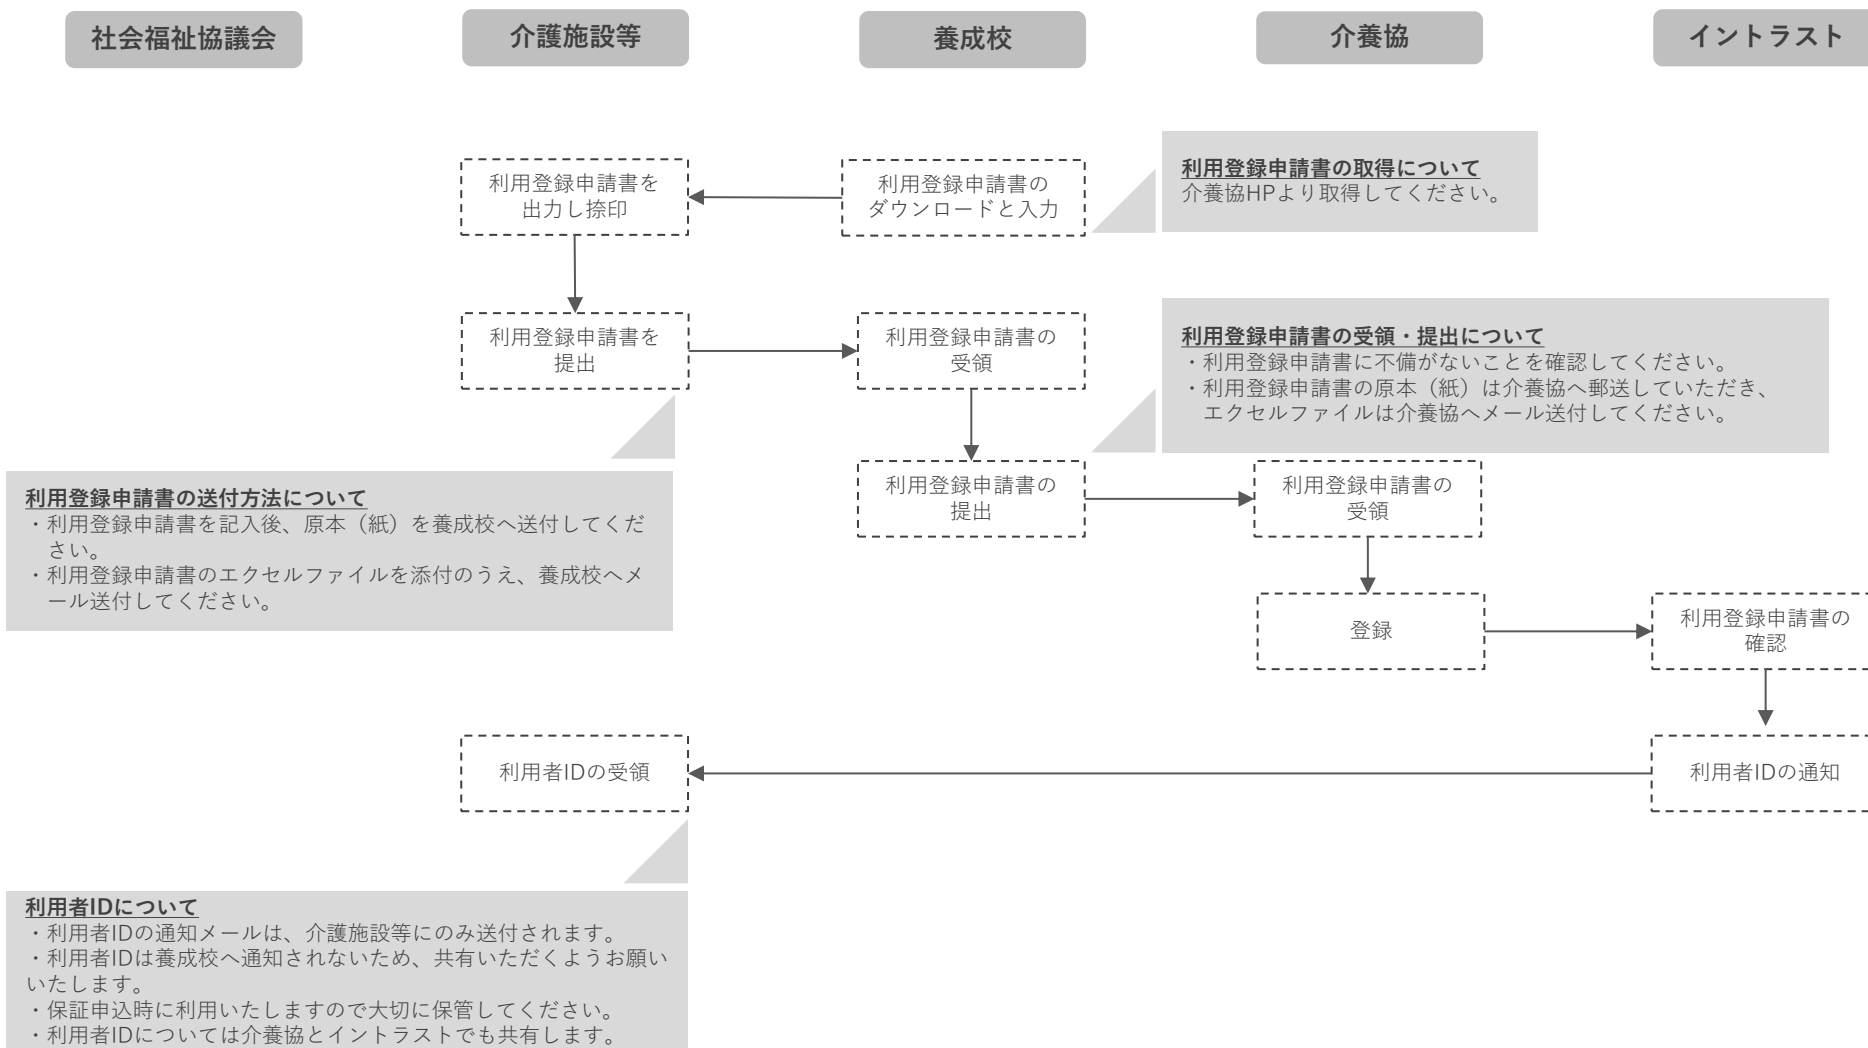 社会福祉協議会
介護施設等
養成校
介養協
イントラスト
利用登録申請書を
出力し捺印
利用登録申請書の
ダウンロードと入力
利用登録申請書の取得について
介養協HPより取得してください。
利用登録申請書を
提出
利用登録申請書の
受領
利用登録申請書の受領・提出について
・利用登録申請書に不備がないことを確認してください。
・利用登録申請書の原本（紙）は介養協へ郵送していただき、
エクセルファイルは介養協へメール送付してください。
利用登録申請書の送付方法について
・利用登録申請書を記入後、原本（紙）を養成校へ送付してくだ
さい。
・利用登録申請書のエクセルファイルを添付のうえ、養成校へメ
ール送付してください。
利用登録申請書の
提出
利用登録申請書の
受領
登録
利用登録申請書の
確認
利用者IDの受領
利用者IDの通知
利用者IDについて
・利用者IDの通知メールは、介護施設等にのみ送付されます。
・利用者IDは養成校へ通知されないため、共有いただくようお願い
いたします。
・保証申込時に利用いたしますので大切に保管してください。
・利用者IDについては介養協とイントラストでも共有します。